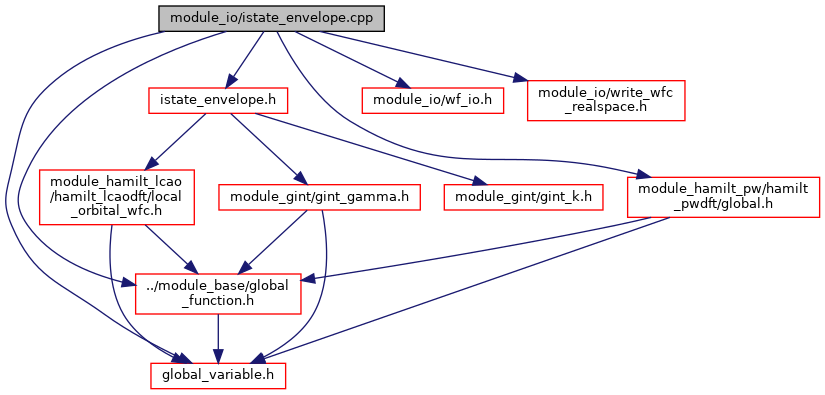 module_io/istate_envelope.cpp
istate_envelope.h
module_io/wf_io.h
module_io/write_wfc
_realspace.h
module_hamilt_lcao
/hamilt_lcaodft/local
_orbital_wfc.h
module_gint/gint_gamma.h
module_gint/gint_k.h
module_hamilt_pw/hamilt
_pwdft/global.h
../module_base/global
_function.h
global_variable.h